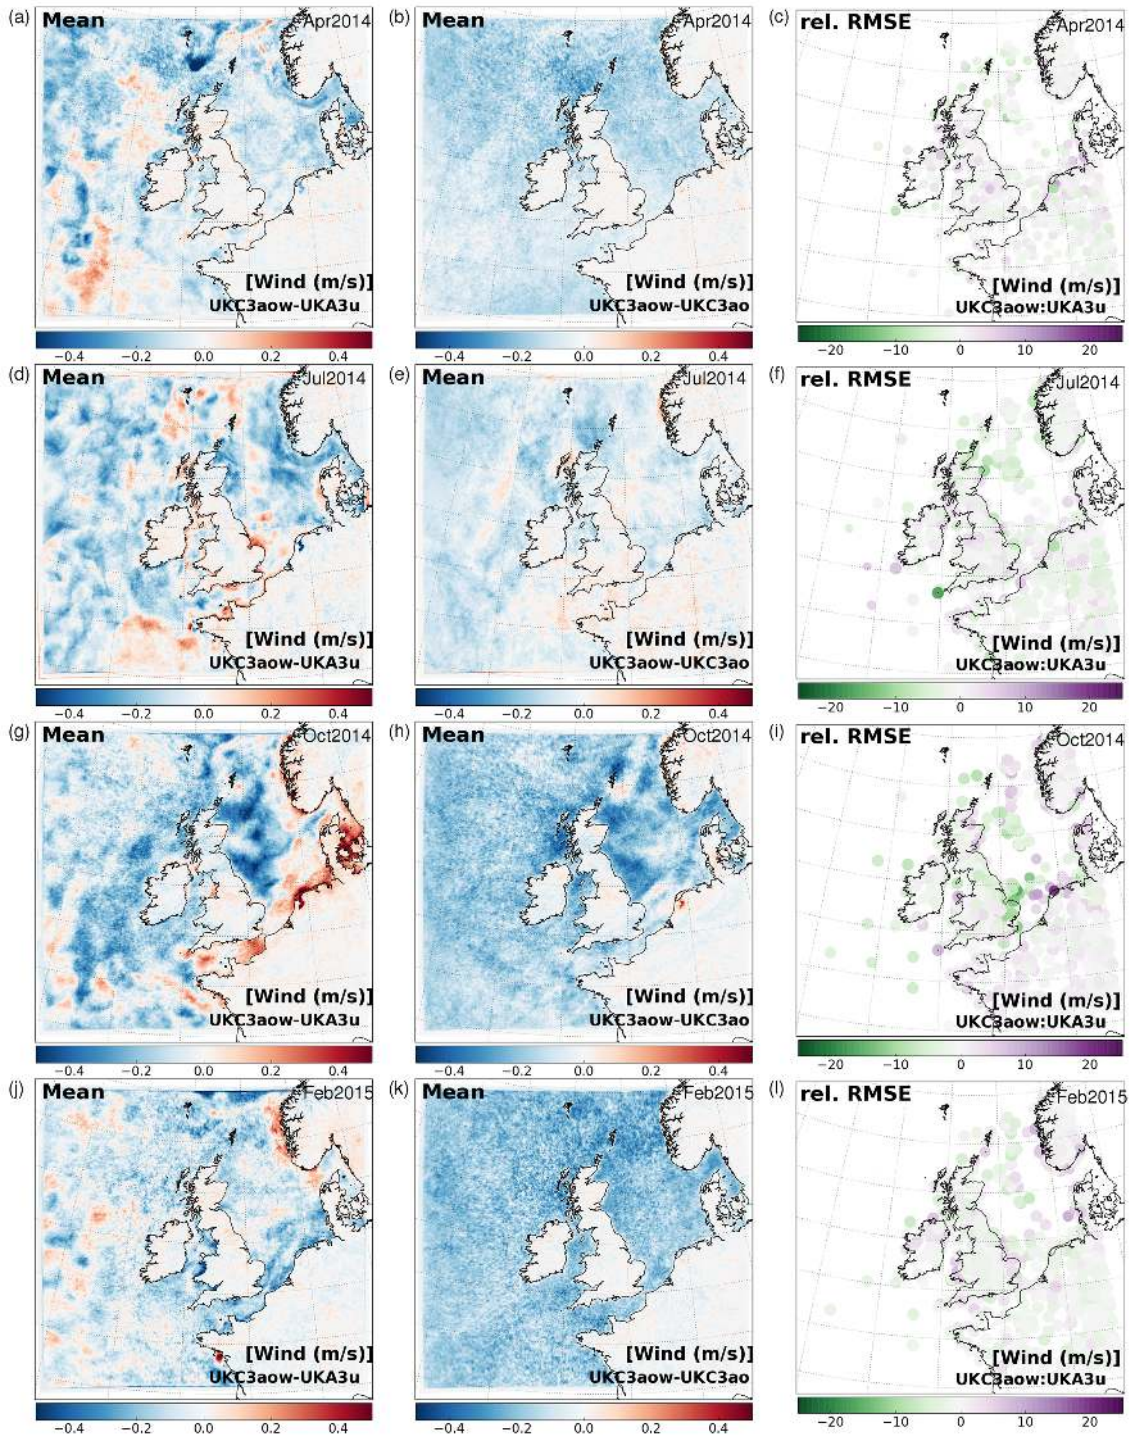 (a) Mean Apr2014
[Wind (m/s)]
UKC3aow-UKA3u
−0.4 −0.2 0.0 0.2 0.4
(b) Mean Apr2014
[Wind (m/s)]
UKC3aow-UKC3ao
−0.4 −0.2 0.0 0.2 0.4
(c) rel. RMSE Apr2014
[Wind (m/s)]
UKC3aow:UKA3u
−20 −10 0 10 20
(d) Mean Jul2014
[Wind (m/s)]
UKC3aow-UKA3u
−0.4 −0.2 0.0 0.2 0.4
(e) Mean Jul2014
[Wind (m/s)]
UKC3aow-UKC3ao
−0.4 −0.2 0.0 0.2 0.4
(f) rel. RMSE Jul2014
[Wind (m/s)]
UKC3aow:UKA3u
−20 −10 0 10 20
(g) Mean Oct2014
[Wind (m/s)]
UKC3aow-UKA3u
−0.4 −0.2 0.0 0.2 0.4
(h) Mean Oct2014
[Wind (m/s)]
UKC3aow-UKC3ao
−0.4 −0.2 0.0 0.2 0.4
(i) rel. RMSE Oct2014
[Wind (m/s)]
UKC3aow:UKA3u
−20 −10 0 10 20
(j) Mean Feb2015
[Wind (m/s)]
UKC3aow-UKA3u
−0.4 −0.2 0.0 0.2 0.4
(k) Mean Feb2015
[Wind (m/s)]
UKC3aow-UKC3ao
−0.4 −0.2 0.0 0.2 0.4
(l) rel. RMSE Feb2015
[Wind (m/s)]
UKC3aow:UKA3u
−20 −10 0 10 20